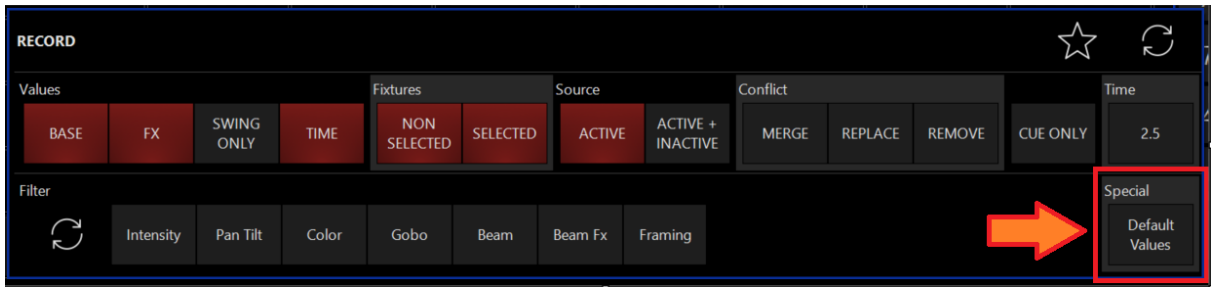 RECORD
Values
Fixtures
Source
Conflict
Time
BASE
FX
SWING
ONLY
TIME
NON
SELECTED
SELECTED
ACTIVE
ACTIVE +
INACTIVE
MERGE
REPLACE
REMOVE
CUE ONLY
2.5
Filter
Special
Intensity
Pan Tilt
Color
Gobo
Beam
Beam Fx
Framing
Default
Values